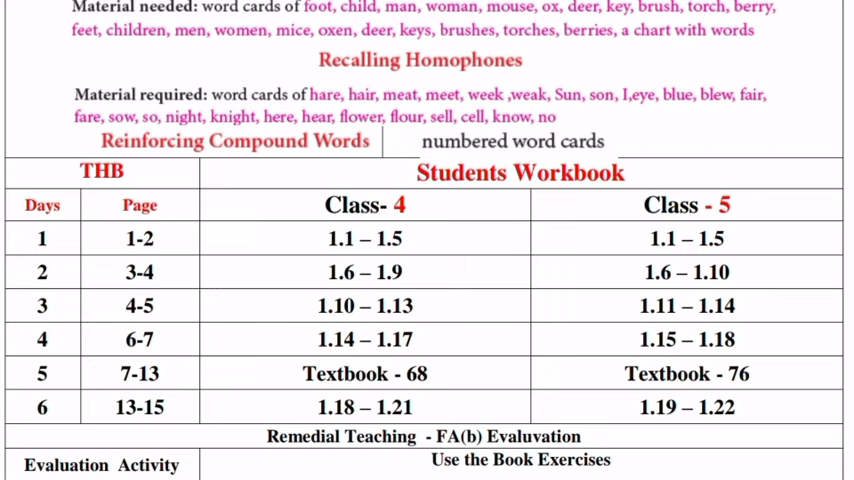 Material needed: word cards of foot, child, man, woman, mouse, ox, deer, key, brush, torch, berry,
feet, children, men, women, mice, oxen, deer, keys, brushes, torches, berries, a chart with words
Recalling Homophones
Material required: word cards of hare, hair, meat, meet, week ,weak, Sun, son, I,eye, blue, blew, fair,
fare, sow, so, night, knight, here, hear, flower, flour, sell, cell, know, no
Reinforcing Compound Words numbered word cards
THB Students Workbook
Days Page Class- 4 Class - 5
1 1-2 1.1 – 1.5 1.1 – 1.5
2 3-4 1.6 – 1.9 1.6 – 1.10
3 4-5 1.10 – 1.13 1.11 – 1.14
4 6-7 1.14 – 1.17 1.15 – 1.18
5 7-13 Textbook - 68 Textbook - 76
6 13-15 1.18 – 1.21 1.19 – 1.22
Remedial Teaching - FA(b) Evaluvation
Evaluation Activity Use the Book Exercises